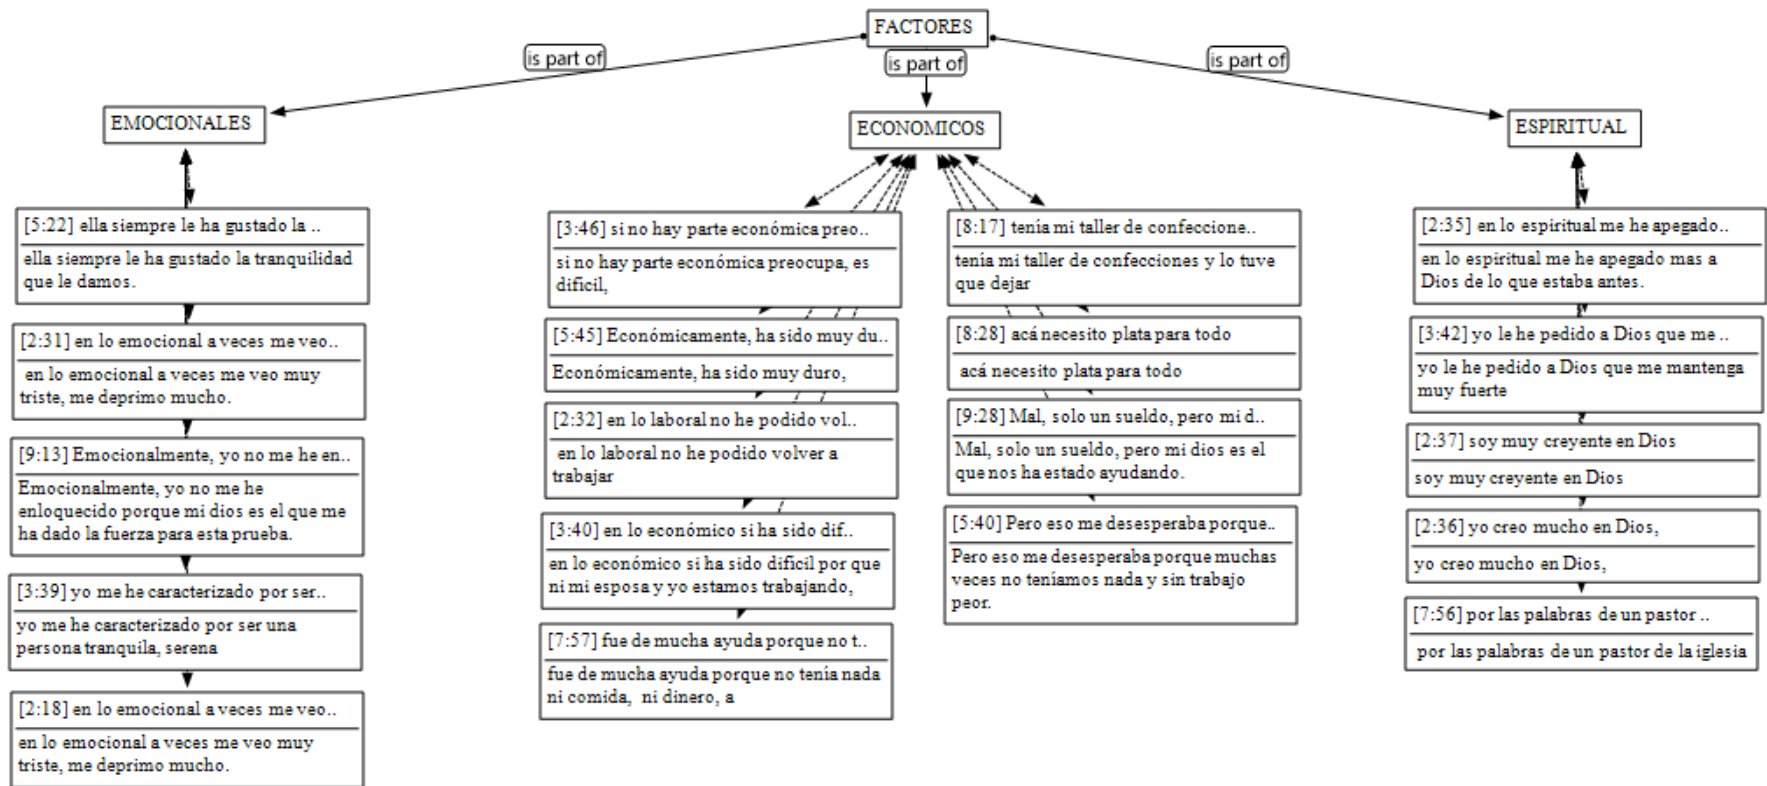 FACTORES
is part of
is part of
is part of
EMOCIONALES
ECONOMICOS
ESPIRITUAL
[5:22] ella siempre le ha gustado la ..
ella siempre le ha gustado la tranquilidad
que le damos.
[2:31] en lo emocional a veces me veo..
en lo emocional a veces me veo muy
triste, me deprimo mucho.
[9:13] Emocionalmente, yo no me he en..
Emocionalmente, yo no me he
enloquecido porque mi dios es el que me
ha dado la fuerza para esta prueba.
[3:39] yo me he caracterizado por ser..
yo me he caracterizado por ser una
persona tranquila, serena
[2:18] en lo emocional a veces me veo..
en lo emocional a veces me veo muy
triste, me deprimo mucho.
[3:46] si no hay parte económica preo..
si no hay parte económica preocupa, es
dificil,
[5:45] Económicamente, ha sido muy du..
Económicamente, ha sido muy duro,
[2:32] en lo laboral no he podido vol..
en lo laboral no he podido volver a
trabajar
[3:40] en lo económico si ha sido dif..
en lo económico si ha sido dificil por que
ni mi esposa y yo estamos trabajando,
[7:57] fue de mucha ayuda porque no t..
fue de mucha ayuda porque no tenía nada
ni comida, ni dinero, a
[8:17] tenía mi taller de confeccione..
tenía mi taller de confecciones y lo tuve
que dejar
[8:28] acá necesito plata para todo
acá necesito plata para todo
[9:28] Mal, solo un sueldo, pero mi d..
Mal, solo un sueldo, pero mi dios es el
que nos ha estado ayudando.
[5:40] Pero eso me desesperaba porque..
Pero eso me desesperaba porque muchas
veces no teníamos nada y sin trabajo
peor.
[2:35] en lo espiritual me he apegado..
en lo espiritual me he apegado mas a
Dios de lo que estaba antes.
[3:42] yo le he pedido a Dios que me ..
yo le he pedido a Dios que me mantenga
muy fuerte
[2:37] soy muy creyente en Dios
soy muy creyente en Dios
[2:36] yo creo mucho en Dios,
yo creo mucho en Dios,
[7:56] por las palabras de un pastor ..
por las palabras de un pastor de la iglesia